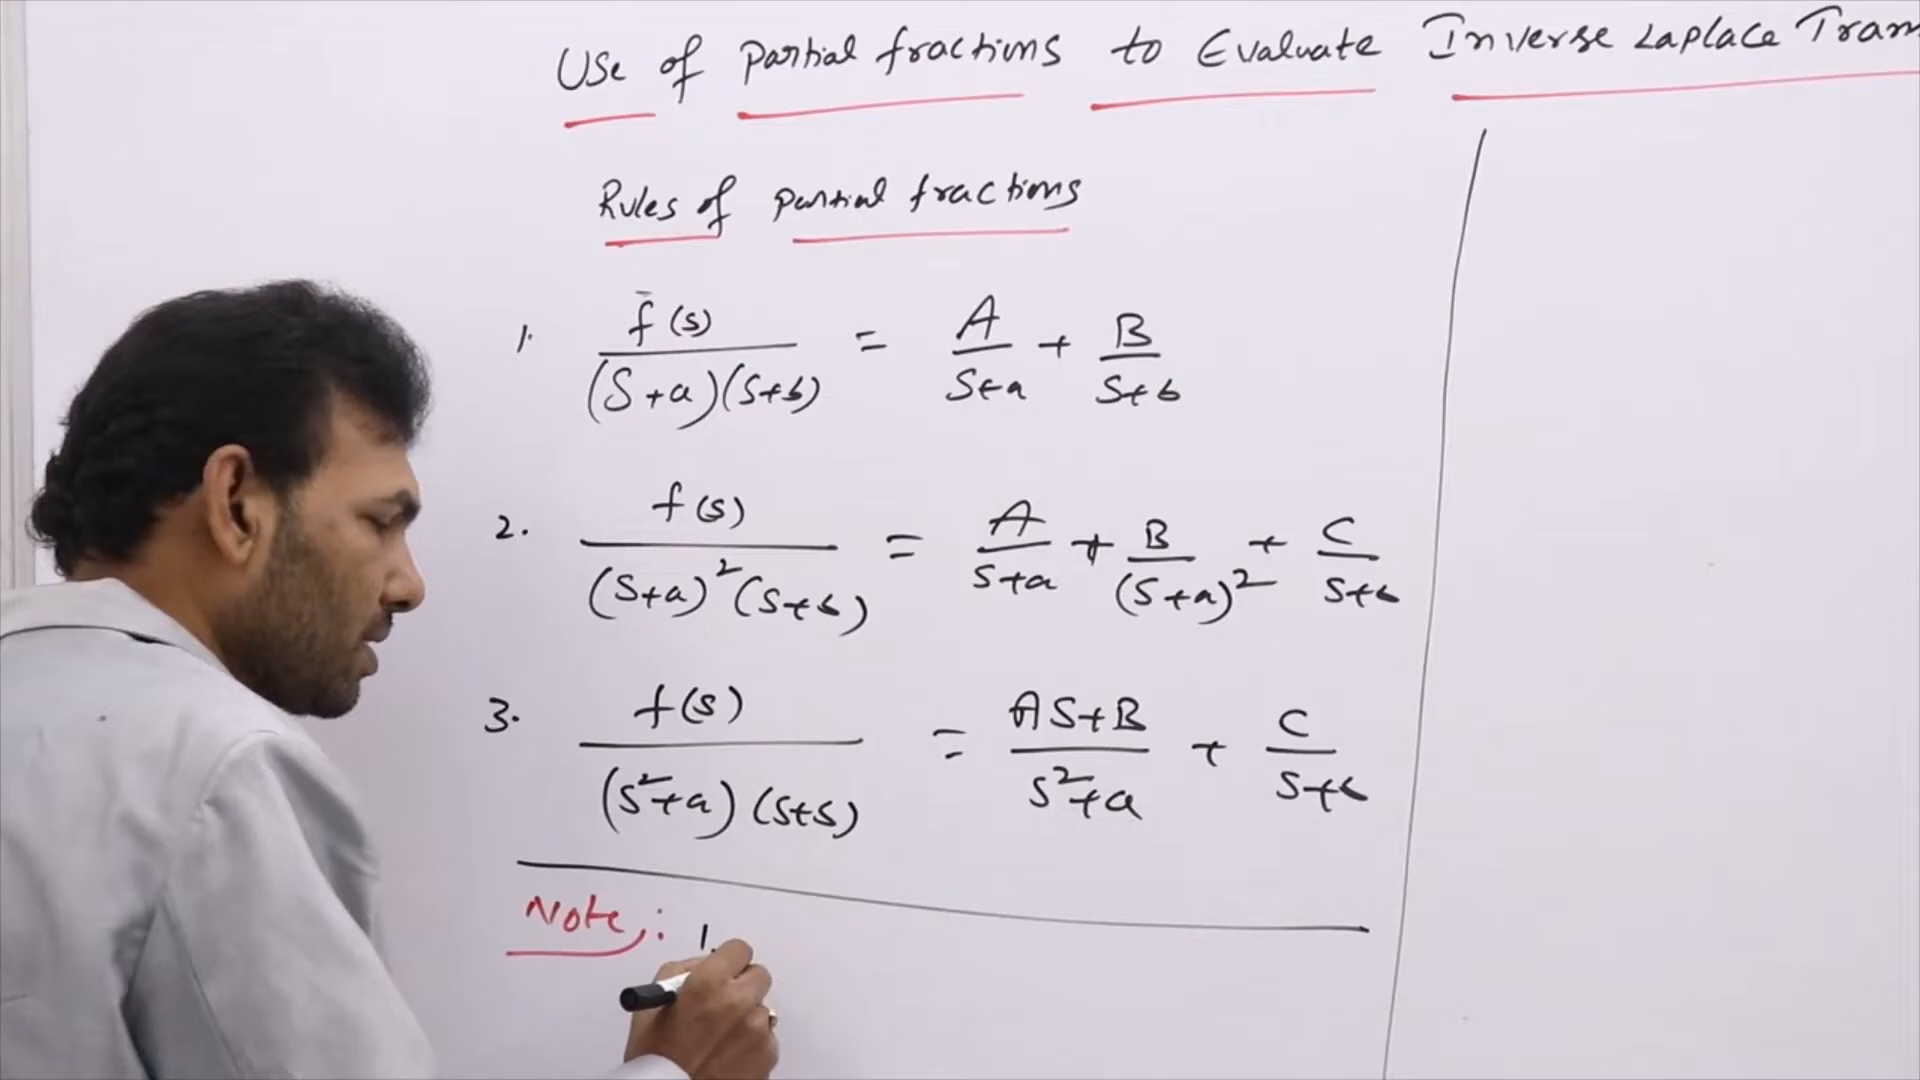 Use of partial fractions to Evaluate Inverse Laplace Tran
Rules of partial fractions
1. f̄(s) / (S+a)(s+b) = A/(s+a) + B/(s+b)
2. f(s) / (s+a)²(s+b) = A/(s+a) + B/(s+a)² + C/(s+b)
3. f(s) / (s²+a)(s+b) = (AS+B)/(s²+a) + C/(s+b)
Note: 1.